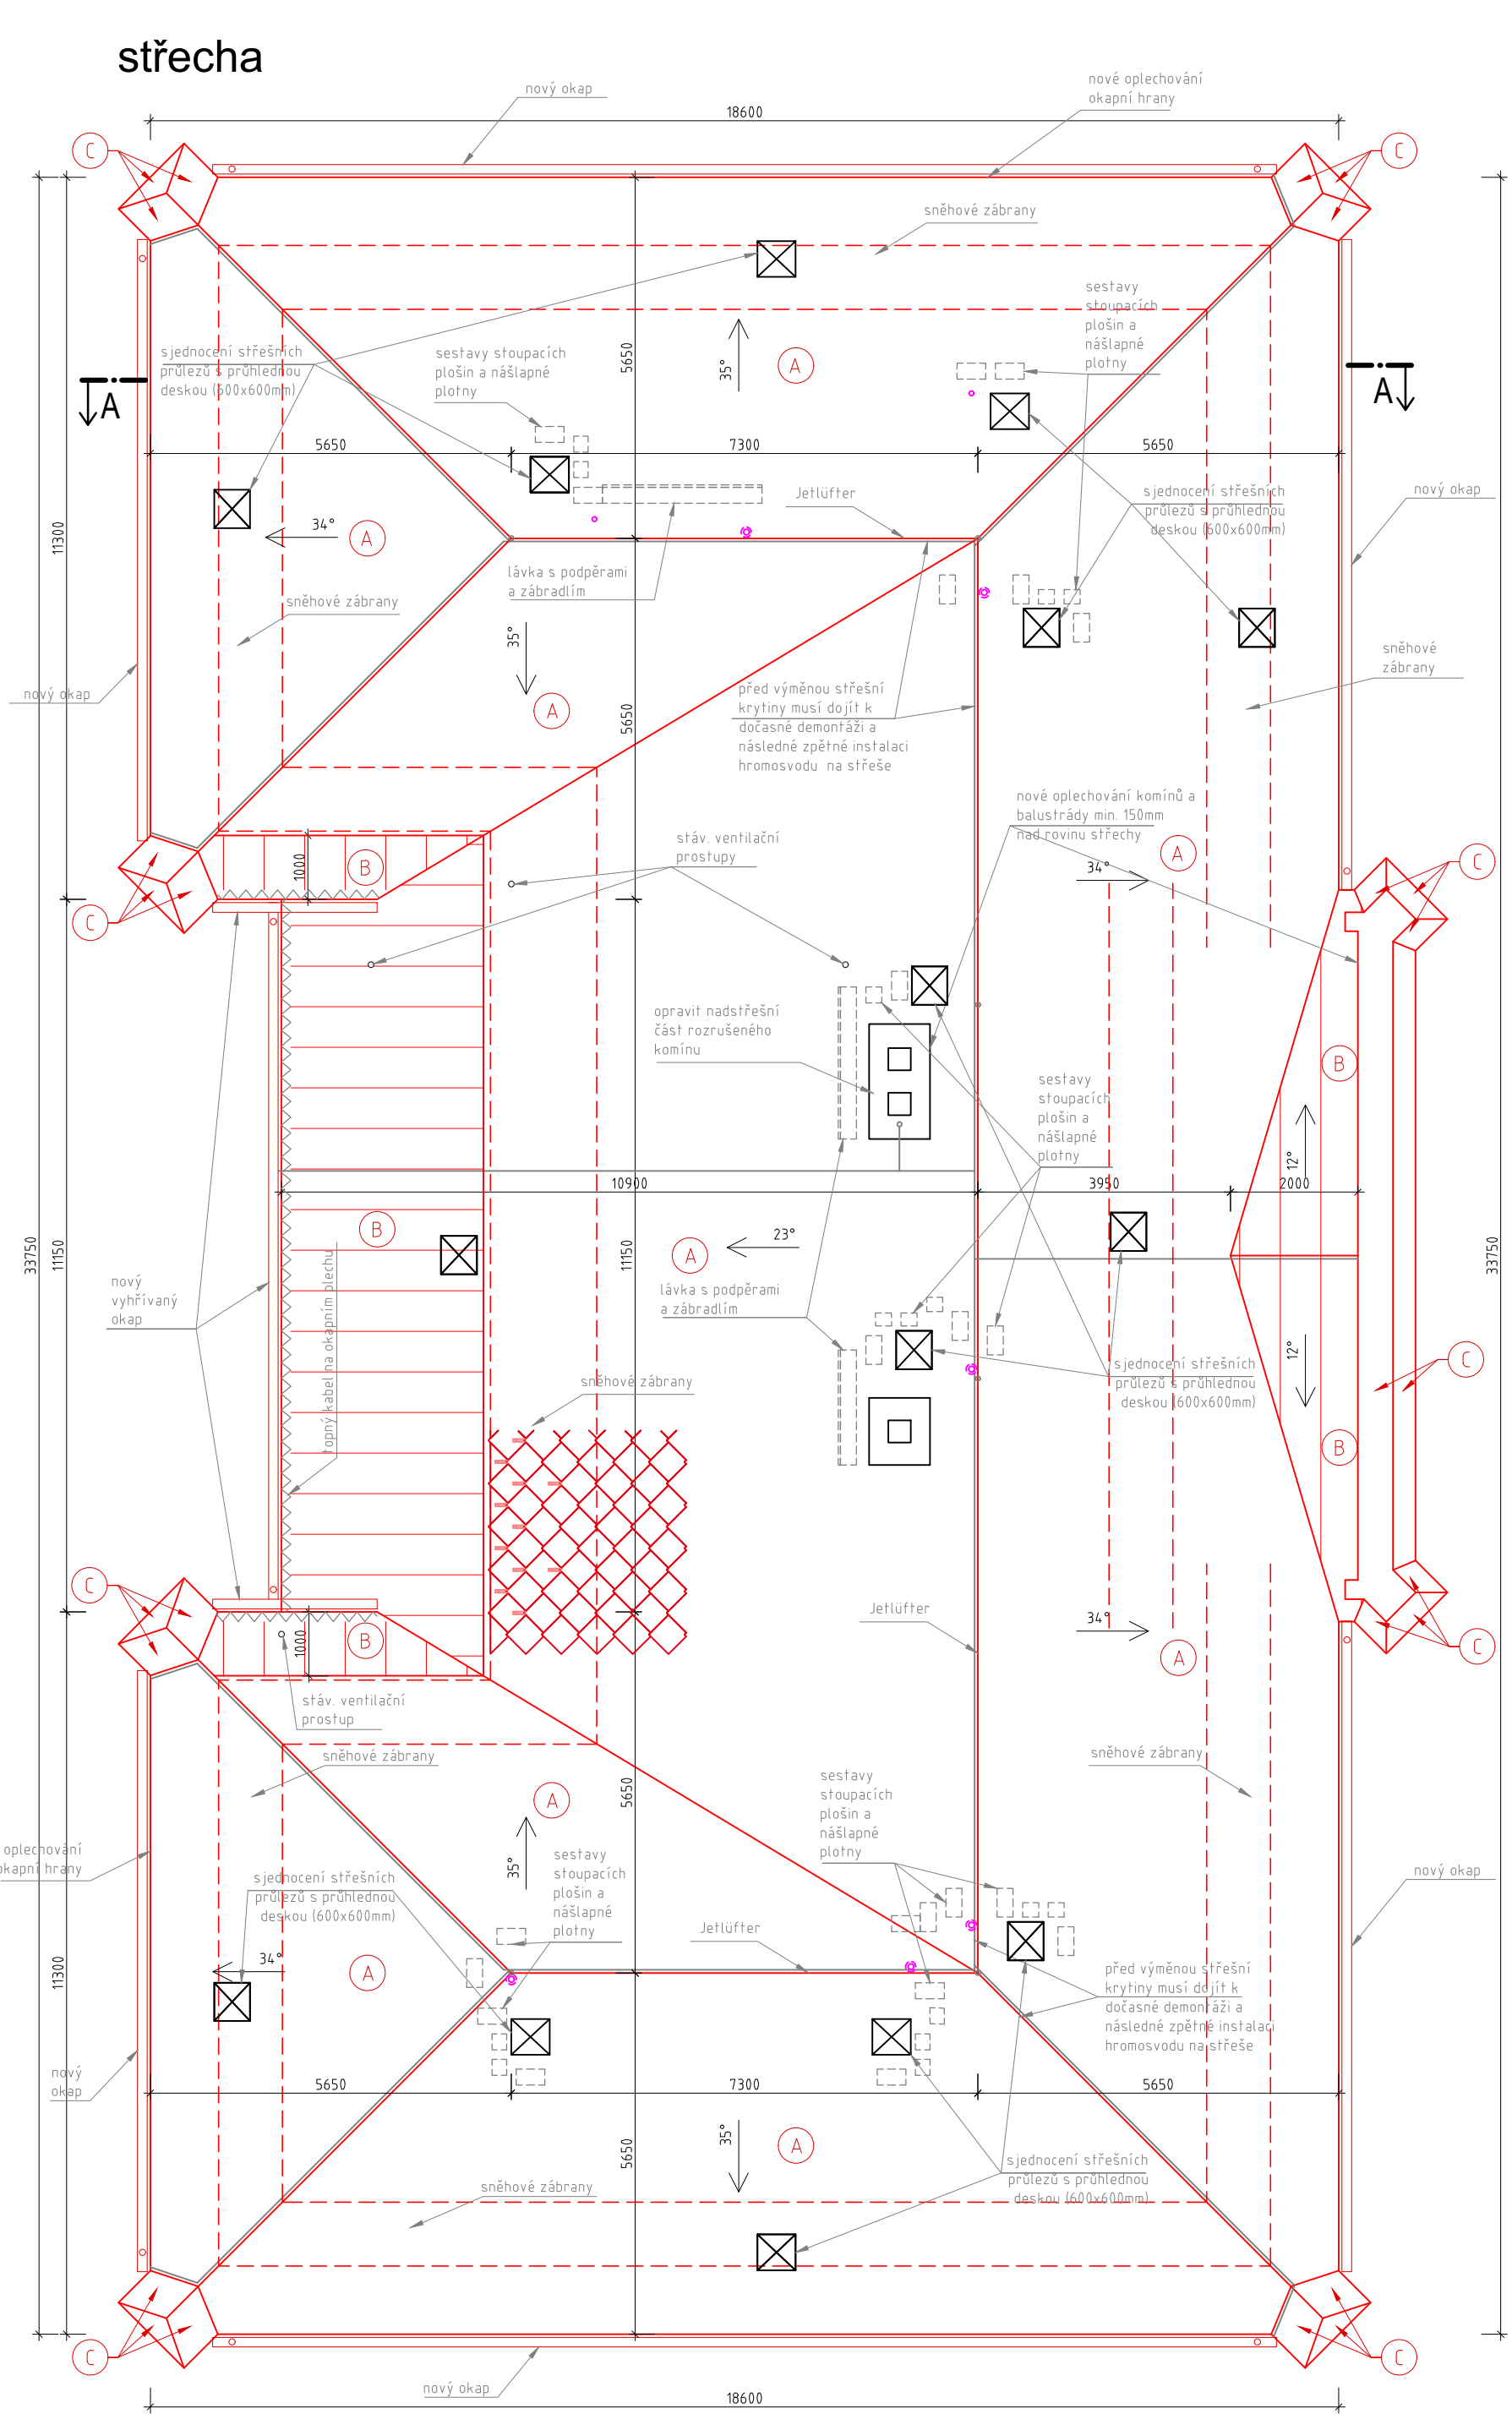 střecha
nový okap
nové oplechování
okapní hrany
18600
C
C
sněhové zábrany
sestavy
stoupacích
plošin a
nášlapné
plotny
sjednocení střešních
průlezů s průhlednou
deskou (600x600mm)
sestavy stoupacích
plošin a nášlapné
plotny
5650
35°
A
A
A
5650
7300
5650
Jetlüfter
sjednocení střešních
průlezů s průhlednou
deskou (600x600mm)
nový okap
11300
34°
A
lávka s podpěrami
a zábradlím
sněhové zábrany
35°
sněhové
zábrany
nový okap
A
5650
před výměnou střešní
krytiny musí dojít k
dočasné demontáži a
následné zpětné instalaci
hromosvodu na střeše
nové oplechování komínů a
balustrády min. 150mm
nad rovinu střechy
stáv. ventilační
prostupy
1000
B
A
34°
C
C
opravit nadstřešní
část rozrušeného
komínu
B
sestavy
stoupacích
plošin a
nášlapné
plotny
12°
10900
3950
2000
B
33750
11150
11150
33750
A
23°
nový
vyhřívaný
okap
topný kabel na okapním plechu
lávka s podpěrami
a zábradlím
12°
sjednocení střešních
průlezů s průhlednou
deskou (600x600mm)
C
sněhové zábrany
B
C
Jetlüfter
34°
1000
B
A
C
stáv. ventilační
prostup
sněhové zábrany
sněhové zábrany
A
5650
sestavy
stoupacích
plošin a
nášlapné
plotny
oplechování
okapní hrany
35°
sestavy
stoupacích
plošin a
nášlapné
plotny
sjednocení střešních
průlezů s průhlednou
deskou (600x600mm)
nový okap
Jetlüfter
34°
A
11300
před výměnou střešní
krytiny musí dojít k
dočasné demontáži a
následné zpětné instalaci
hromosvodu na střeše
nový
okap
5650
7300
5650
35°
A
5650
sjednocení střešních
průlezů s průhlednou
deskou (600x600mm)
sněhové zábrany
C
C
nový okap
18600